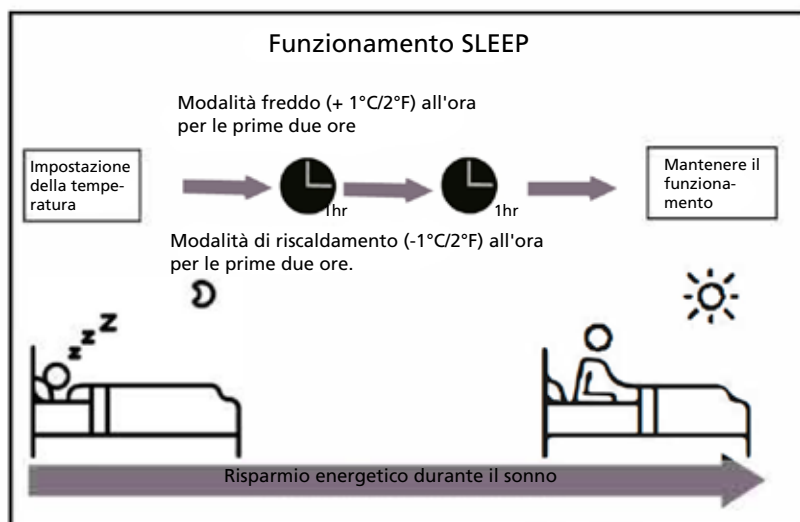 Funzionamento SLEEP
Modalità freddo (+ 1°C/2°F) all'ora
per le prime due ore
Impostazione
della tempe-
ratura
1hr
1hr
Mantenere il
funziona-
mento
Modalità di riscaldamento (-1°C/2°F) all'ora
per le prime due ore.
z z Z
Risparmio energetico durante il sonno